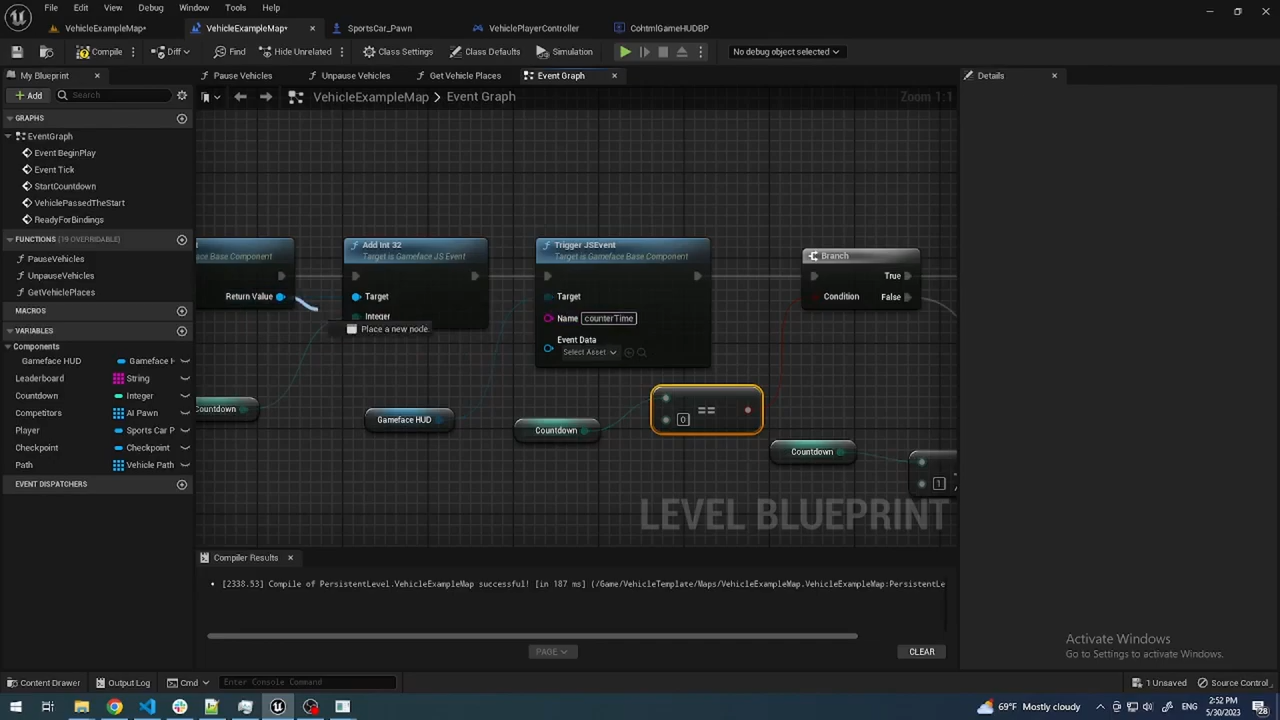 File Edit View Debug Window Tools Help
VehicleExampleMap* VehicleExampleMap* SportsCar_Pawn VehiclePlayerController CohtmlGameHUDBP
Compile Diff Find Hide Unrelated Class Settings Class Defaults Simulation No debug object selected
My Blueprint Pause Vehicles Unpause Vehicles Get Vehicle Places Event Graph Details
Add Search VehicleExampleMap > Event Graph Zoom 1:1
GRAPHS
EventGraph
Event BeginPlay
Event Tick
StartCountdown
VehiclePassedTheStart
ReadyForBindings
FUNCTIONS (19 OVERRIDABLE)
PauseVehicles
UnpauseVehicles
GetVehiclePlaces
MACROS
VARIABLES
Components
Gameface HUD Gameface H
Leaderboard String
Countdown Integer
Competitors AI Pawn
Player Sports Car P
Checkpoint Checkpoint
Path Vehicle Path
EVENT DISPATCHERS
ace Base Component
Return Value
Countdown
Add Int 32
Target is Gameface JS Event
Target
Integer
Place a new node.
Trigger JSEvent
Target is Gameface Base Component
Target
Name counterTime
Event Data
Select Asset
Gameface HUD
Countdown
0 ==
Branch
True
Condition False
Countdown
1
LEVEL BLUEPRINT
Compiler Results
[2338.53] Compile of PersistentLevel.VehicleExampleMap successful! [in 187 ms] (/Game/VehicleTemplate/Maps/VehicleExampleMap.VehicleExampleMap:PersistentLe
PAGE CLEAR
Activate Windows
Go to Settings to activate Windows.
Content Drawer Output Log Cmd Enter Console Command 1 Unsaved Source Control
69°F Mostly cloudy 2:52 PM
5/30/2023 28